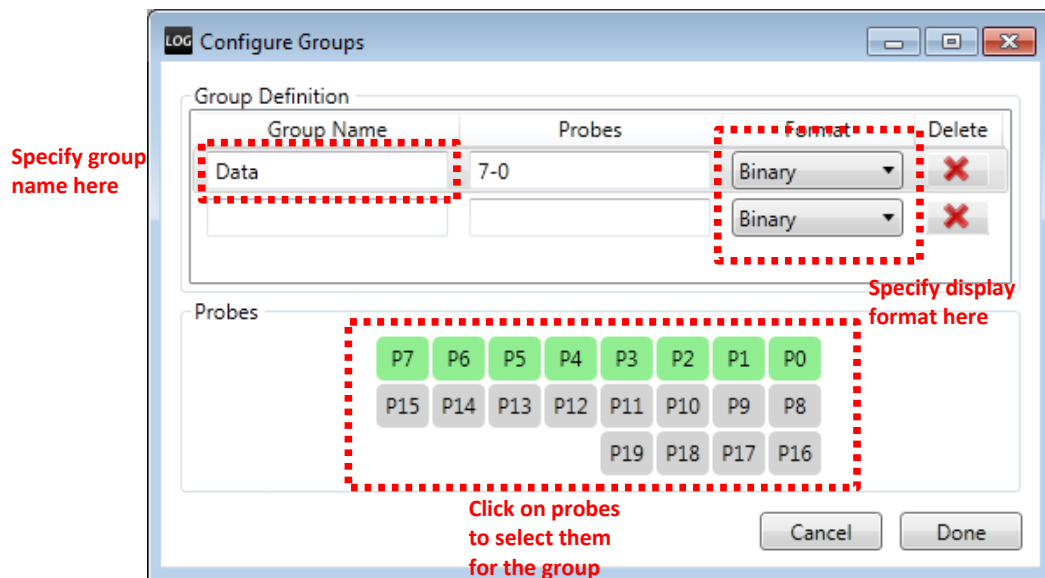 LOG Configure Groups
Group Definition
Group Name Probes Format Delete
Specify group
name here
Data 7-0 Binary
Binary
Specify display
format here
Probes
P7 P6 P5 P4 P3 P2 P1 P0
P15 P14 P13 P12 P11 P10 P9 P8
P19 P18 P17 P16
Click on probes
to select them
for the group
Cancel Done